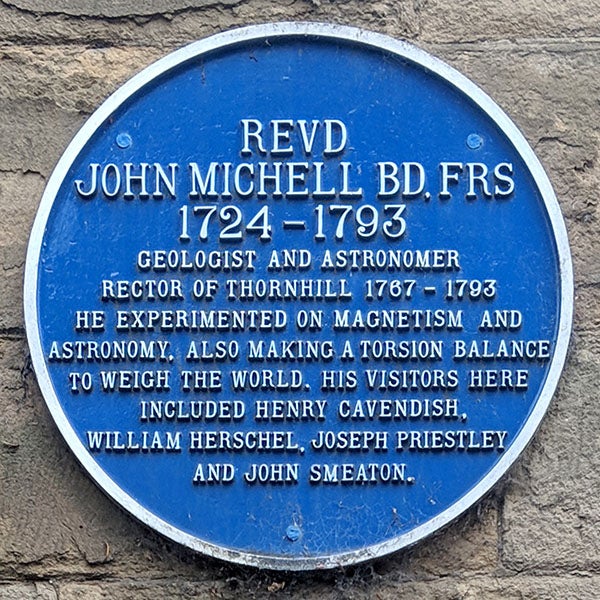 REVD
JOHN MICHELL BD, FRS
1724 – 1793
GEOLOGIST AND ASTRONOMER
RECTOR OF THORNHILL 1767 – 1793
HE EXPERIMENTED ON MAGNETISM AND
ASTRONOMY, ALSO MAKING A TORSION BALANCE
TO WEIGH THE WORLD. HIS VISITORS HERE
INCLUDED HENRY CAVENDISH,
WILLIAM HERSCHEL, JOSEPH PRIESTLEY
AND JOHN SMEATON.